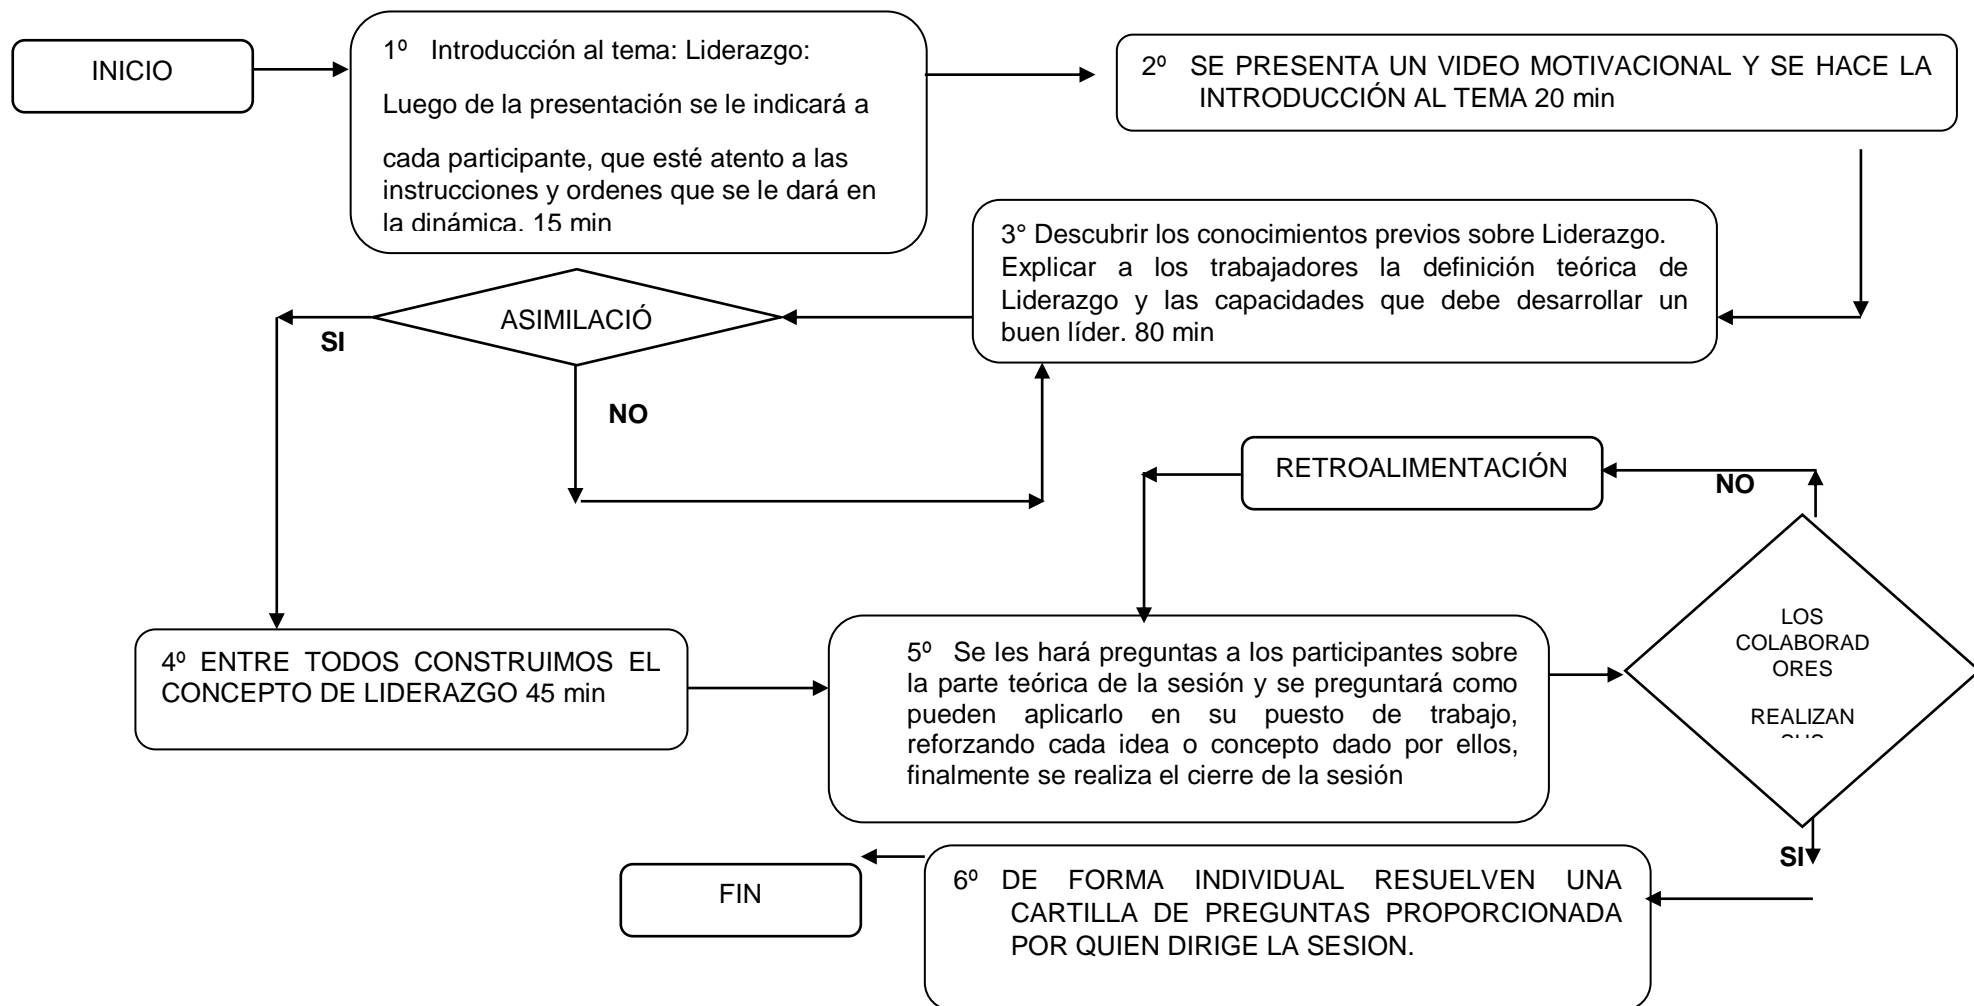 INICIO
1º Introducción al tema: Liderazgo:
Luego de la presentación se le indicará a
cada participante, que esté atento a las
instrucciones y ordenes que se le dará en
la dinámica. 15 min
2º SE PRESENTA UN VIDEO MOTIVACIONAL Y SE HACE LA
INTRODUCCIÓN AL TEMA 20 min
3° Descubrir los conocimientos previos sobre Liderazgo.
Explicar a los trabajadores la definición teórica de
Liderazgo y las capacidades que debe desarrollar un
buen líder. 80 min
ASIMILACIÓ
SI
NO
4º ENTRE TODOS CONSTRUIMOS EL
CONCEPTO DE LIDERAZGO 45 min
5º Se les hará preguntas a los participantes sobre
la parte teórica de la sesión y se preguntará como
pueden aplicarlo en su puesto de trabajo,
reforzando cada idea o concepto dado por ellos,
finalmente se realiza el cierre de la sesión
LOS
COLABORAD
ORES
REALIZAN
NO
RETROALIMENTACIÓN
SI
6º DE FORMA INDIVIDUAL RESUELVEN UNA
CARTILLA DE PREGUNTAS PROPORCIONADA
POR QUIEN DIRIGE LA SESION.
FIN